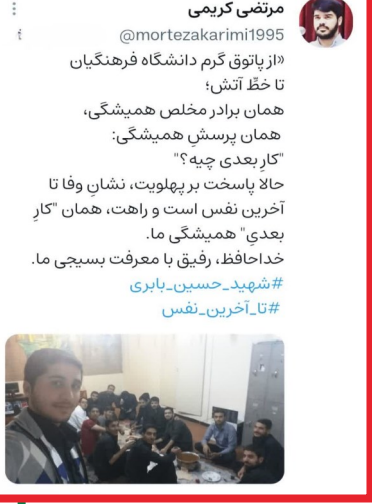 مرتضی کریمی
@mortezakarimi1995
«از پاتوق گرم دانشگاه فرهنگیان
تا خطِّ آتش؛
همان برادر مخلص همیشگی،
همان پرسشِ همیشگی:
"کارِ بعدی چیه؟"
حالا پاسخت بر پهلویت، نشانِ وفا تا
آخرین نفس است و راهت، همان "کارِ
بعدیِ" همیشگی ما.
خداحافظ، رفیق با معرفت بسیجی ما.
#شهید_حسین_بابری
#تا_آخرین_نفس